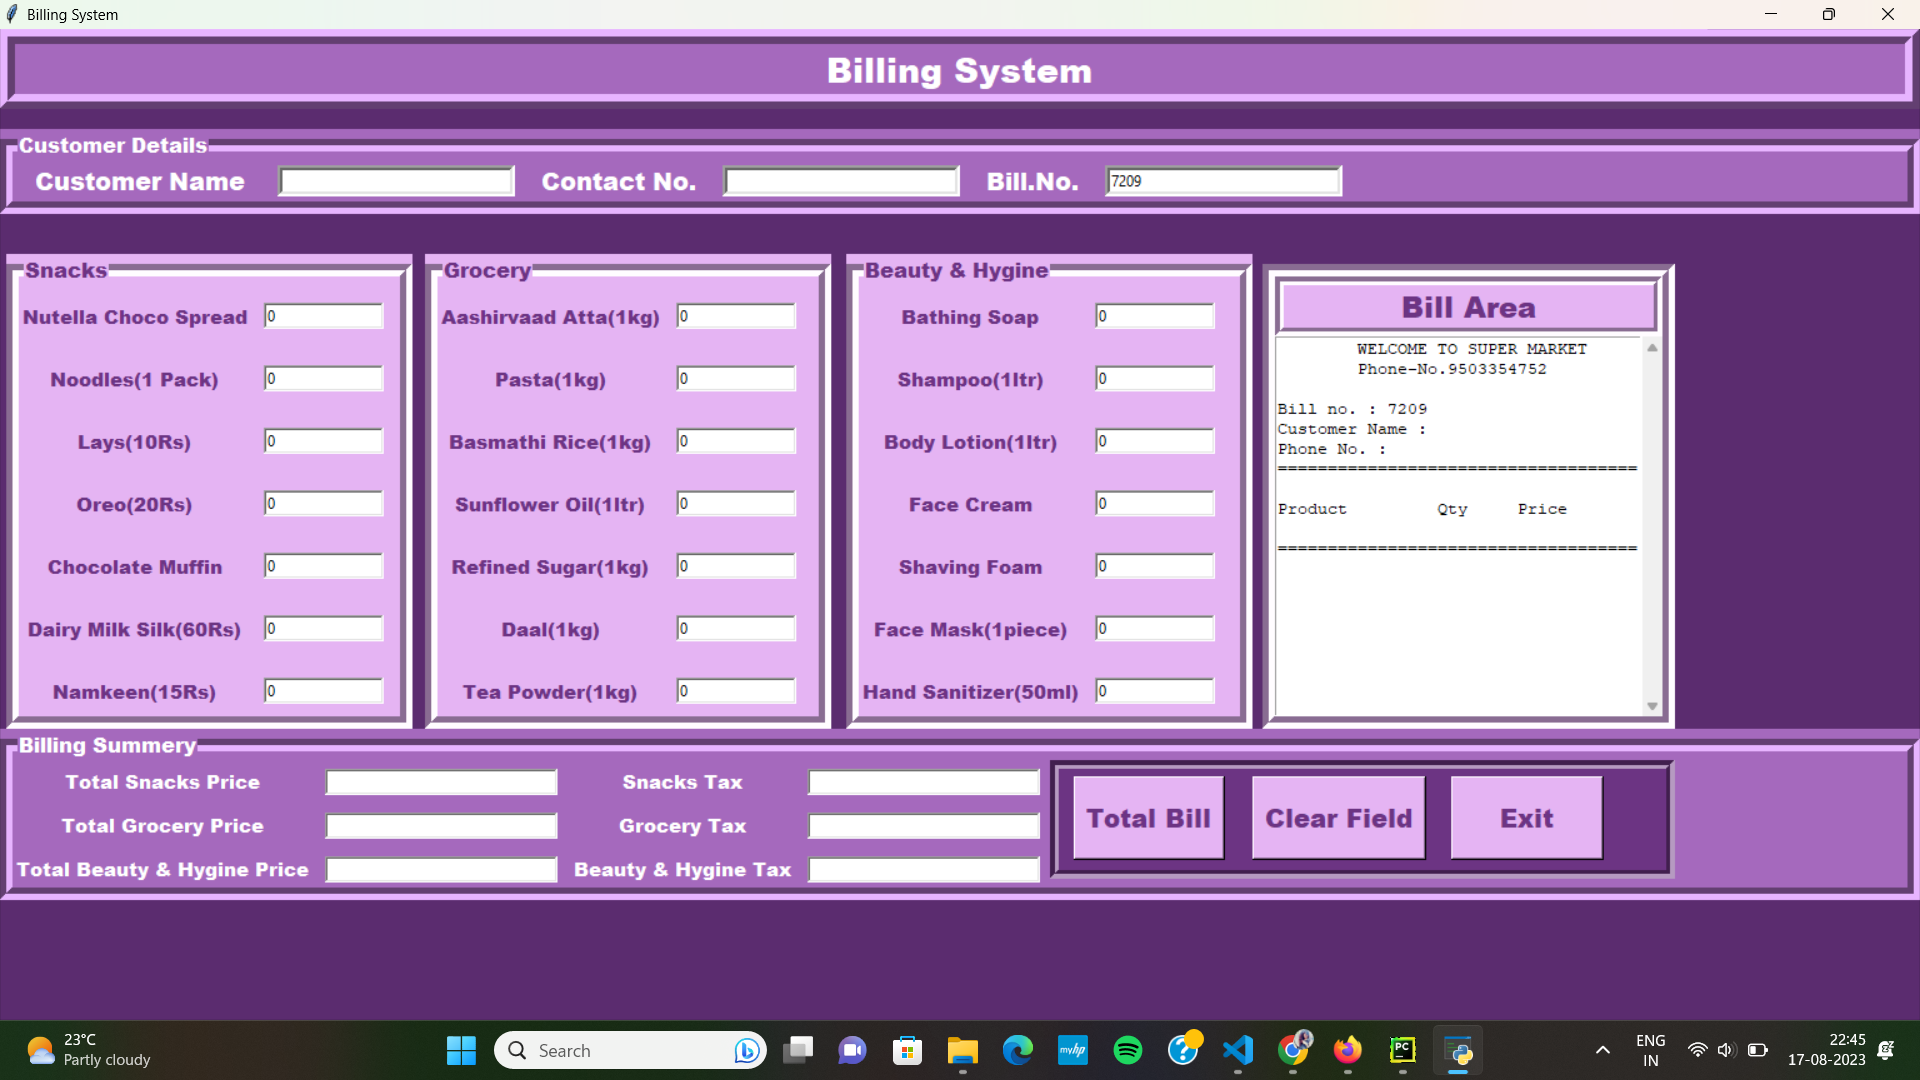 Billing System
Billing System
Customer Details
Customer Name Contact No. Bill.No. 7209
Snacks
Nutella Choco Spread 0
Noodles(1 Pack) 0
Lays(10Rs) 0
Oreo(20Rs) 0
Chocolate Muffin 0
Dairy Milk Silk(60Rs) 0
Namkeen(15Rs) 0
Grocery
Aashirvaad Atta(1kg) 0
Pasta(1kg) 0
Basmathi Rice(1kg) 0
Sunflower Oil(1ltr) 0
Refined Sugar(1kg) 0
Daal(1kg) 0
Tea Powder(1kg) 0
Beauty & Hygine
Bathing Soap 0
Shampoo(1ltr) 0
Body Lotion(1ltr) 0
Face Cream 0
Shaving Foam 0
Face Mask(1piece) 0
Hand Sanitizer(50ml) 0
Bill Area
WELCOME TO SUPER MARKET
Phone-No.9503354752
Bill no. : 7209
Customer Name :
Phone No. :
====================================
Product Qty Price
====================================
Billing Summery
Total Snacks Price Snacks Tax
Total Grocery Price Grocery Tax
Total Beauty & Hygine Price Beauty & Hygine Tax
Total Bill Clear Field Exit
23°C
Partly cloudy
Search
myhp
PC
ENG
IN
22:45
17-08-2023